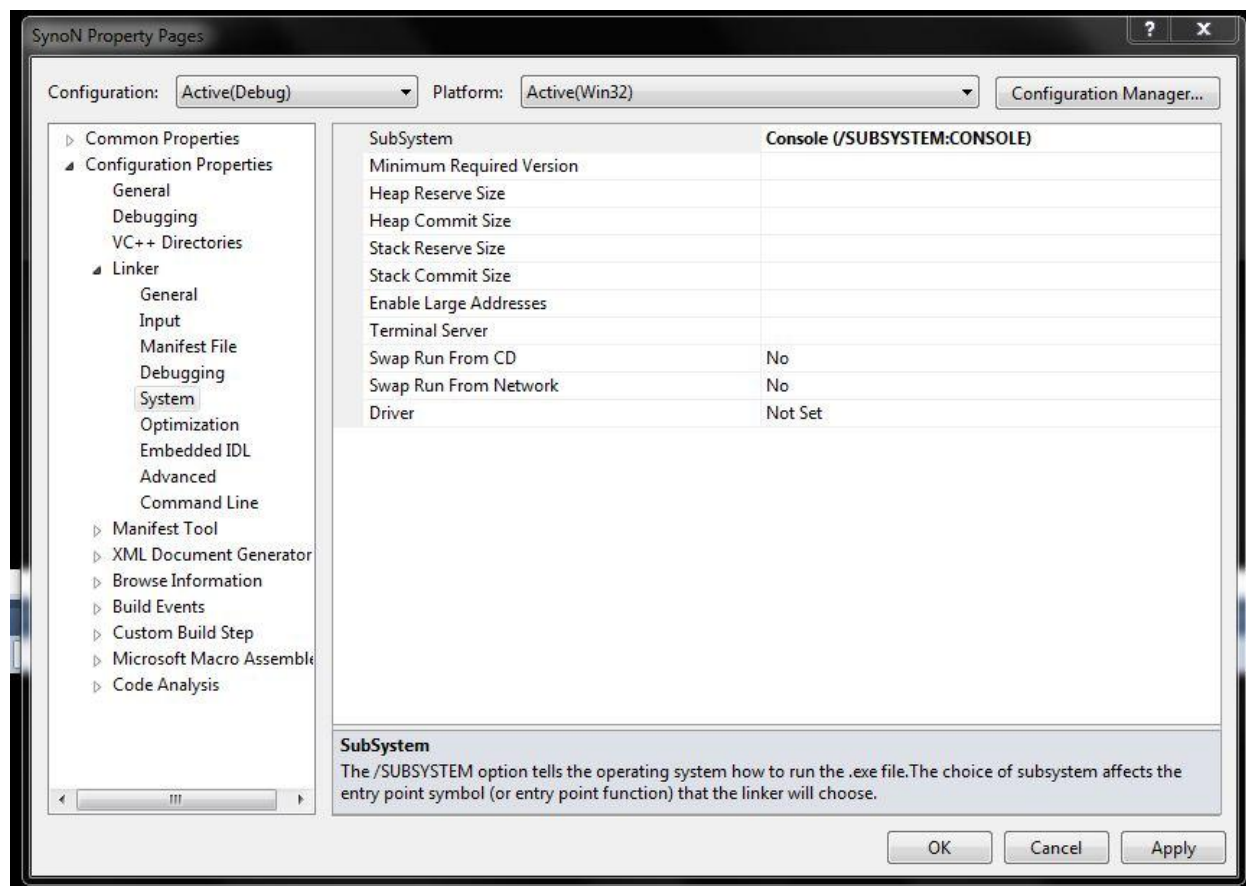 SynoN Property Pages
Configuration: Active(Debug) Platform: Active(Win32) Configuration Manager...
Common Properties
Configuration Properties
General
Debugging
VC++ Directories
Linker
General
Input
Manifest File
Debugging
System
Optimization
Embedded IDL
Advanced
Command Line
Manifest Tool
XML Document Generator
Browse Information
Build Events
Custom Build Step
Microsoft Macro Assemble
Code Analysis
SubSystem Console (/SUBSYSTEM:CONSOLE)
Minimum Required Version
Heap Reserve Size
Heap Commit Size
Stack Reserve Size
Stack Commit Size
Enable Large Addresses
Terminal Server
Swap Run From CD No
Swap Run From Network No
Driver Not Set
SubSystem
The /SUBSYSTEM option tells the operating system how to run the .exe file.The choice of subsystem affects the
entry point symbol (or entry point function) that the linker will choose.
OK Cancel Apply